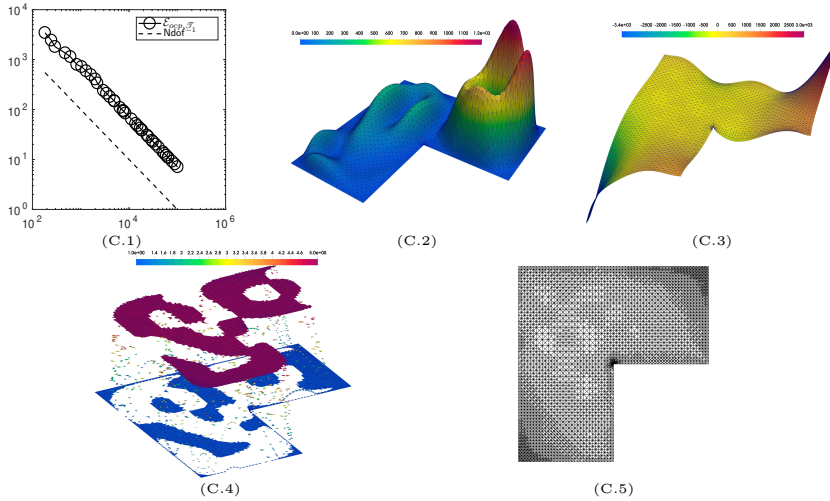 10^4
10^3
10^2
10^1
10^0
10^2
10^4
10^6
ℰ_{ocp,𝒯}
Ndof^{-1}
(C.1)
0.0e+00 100 200 300 400 500 600 700 800 900 1000 1.2e+03
(C.2)
-3.4e+03 -2500 -2000 -1500 -1000 -500 0 500 1000 1500 2000 2500 3.0e+03
(C.3)
1.0e+00 1.4 1.6 1.8 2 2.2 2.4 2.6 2.8 3 3.2 3.4 3.6 3.8 4 4.2 4.4 4.6 5.0e+00
(C.4)
(C.5)